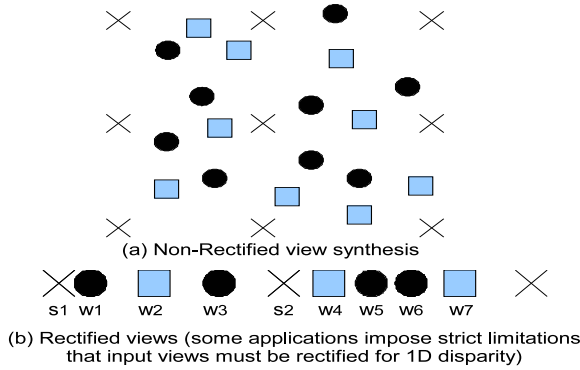 (a) Non-Rectified view synthesis
s1 w1 w2 w3 s2 w4 w5 w6 w7
(b) Rectified views (some applications impose strict limitations
that input views must be rectified for 1D disparity)